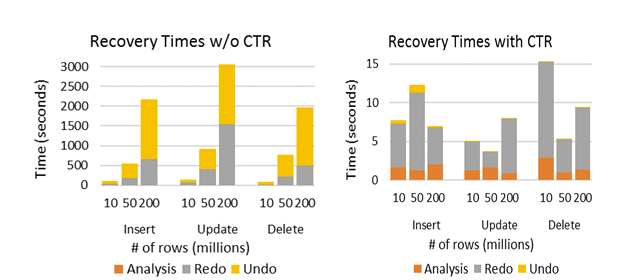 Recovery Times w/o CTR
Time (seconds)
3000
2500
2000
1500
1000
500
0
10 50 200 10 50 200 10 50 200
Insert Update Delete
# of rows (millions)
Analysis Redo Undo
Recovery Times with CTR
Time (seconds)
15
10
5
0
10 50 200 10 50 200 10 50 200
Insert Update Delete
# of rows (millions)
Analysis Redo Undo